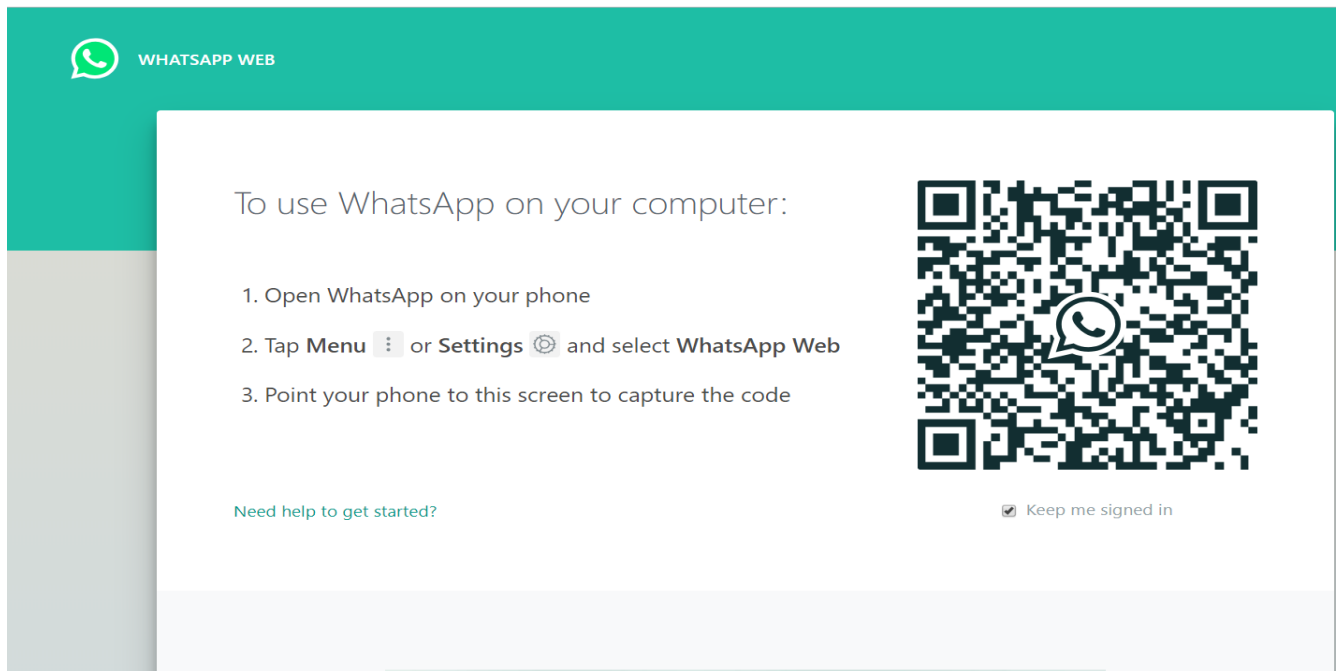 WHATSAPP WEB
To use WhatsApp on your computer:
1. Open WhatsApp on your phone
2. Tap Menu or Settings and select WhatsApp Web
3. Point your phone to this screen to capture the code
Need help to get started?
Keep me signed in